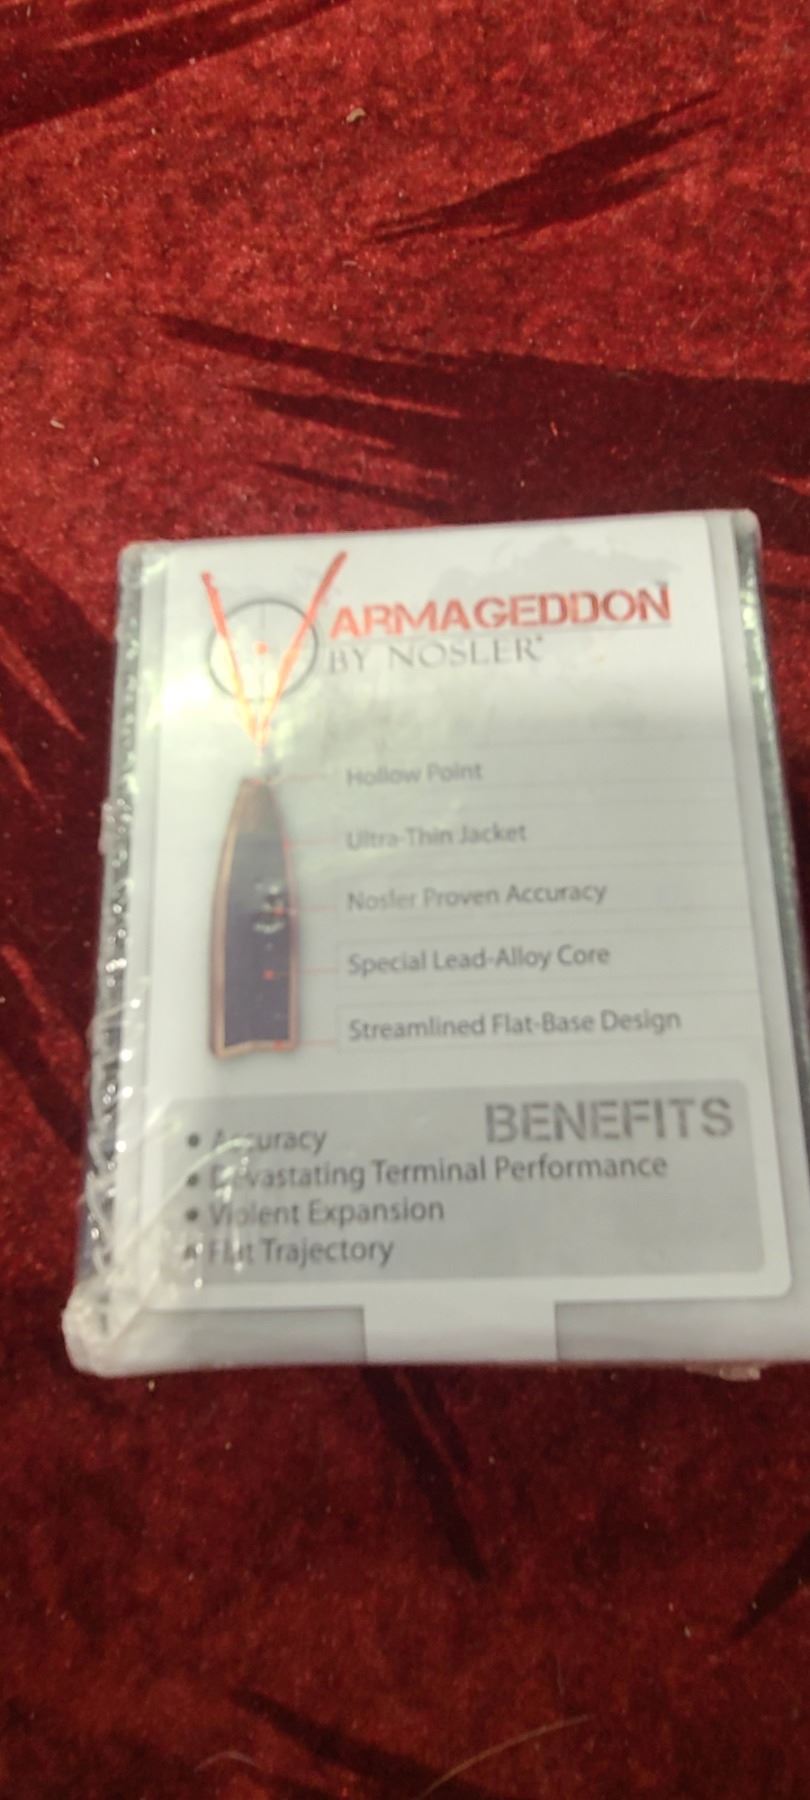 VARMAGEDDON™
BY NOSLER®
Hollow Point
Ultra-Thin Jacket
Nosler Proven Accuracy
Special Lead-Alloy Core
Streamlined Flat-Base Design
BENEFITS
• Accuracy
• Devastating Terminal Performance
• Violent Expansion
• Flat Trajectory